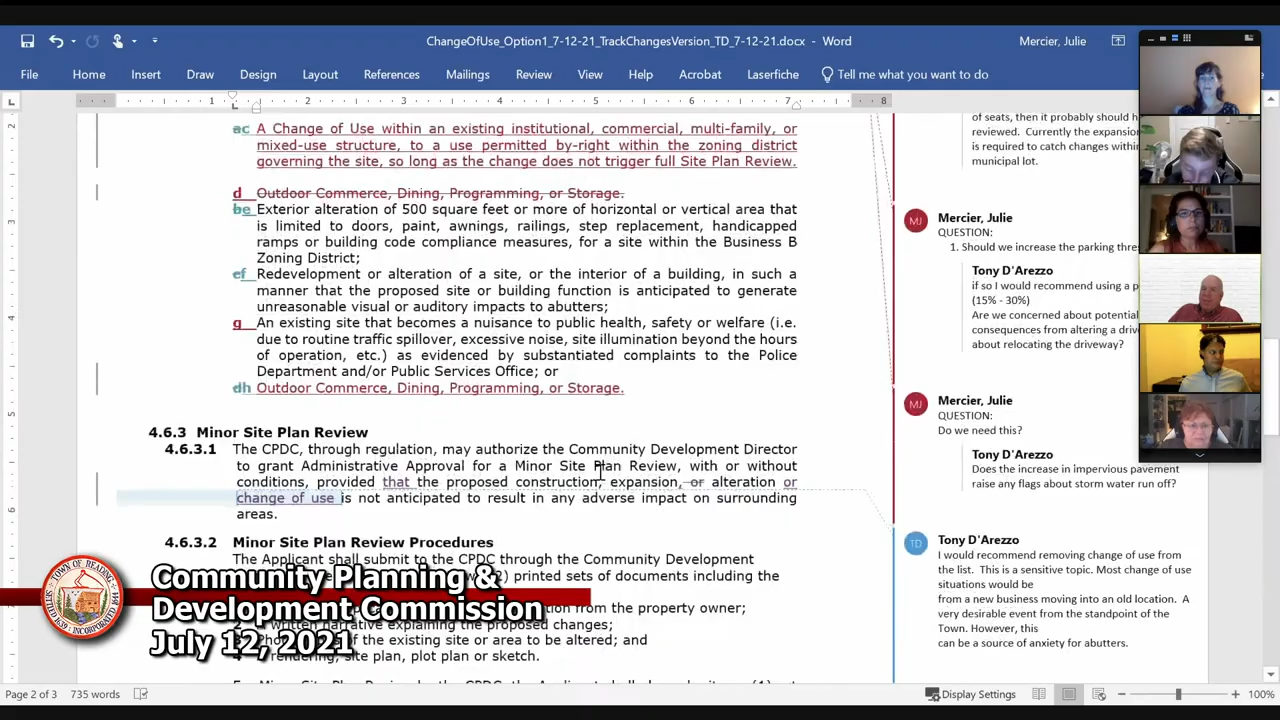 ChangeOfUse_Option1_7-12-21_TrackChangesVersion_TD_7-12-21.docx - Word
Mercier, Julie
File Home Insert Draw Design Layout References Mailings Review View Help Acrobat Laserfiche Tell me what you want to do
1 2 3 4 5 6 7 8
ac A Change of Use within an existing institutional, commercial, multi-family, or
mixed-use structure, to a use permitted by-right within the zoning district
governing the site, so long as the change does not trigger full Site Plan Review.
d Outdoor Commerce, Dining, Programming, or Storage.
be Exterior alteration of 500 square feet or more of horizontal or vertical area that
is limited to doors, paint, awnings, railings, step replacement, handicapped
ramps or building code compliance measures, for a site within the Business B
Zoning District;
ef Redevelopment or alteration of a site, or the interior of a building, in such a
manner that the proposed site or building function is anticipated to generate
unreasonable visual or auditory impacts to abutters;
g An existing site that becomes a nuisance to public health, safety or welfare (i.e.
due to routine traffic spillover, excessive noise, site illumination beyond the hours
of operation, etc.) as evidenced by substantiated complaints to the Police
Department and/or Public Services Office; or
dh Outdoor Commerce, Dining, Programming, or Storage.
4.6.3 Minor Site Plan Review
4.6.3.1 The CPDC, through regulation, may authorize the Community Development Director
to grant Administrative Approval for a Minor Site Plan Review, with or without
conditions, provided that the proposed construction, expansion, or alteration or
change of use is not anticipated to result in any adverse impact on surrounding
areas.
4.6.3.2 Minor Site Plan Review Procedures
The Applicant shall submit to the CPDC through the Community Development
2) printed sets of documents including the
tion from the property owner;
written narrative explaining the proposed changes;
of the existing site or area to be altered; and
rendering, site plan, plot plan or sketch.
of seats, then it probably should h
reviewed. Currently the expansion
is required to catch changes within
municipal lot.
MJ Mercier, Julie
QUESTION:
1. Should we increase the parking thres
Tony D'Arezzo
if so I would recommend using a p
(15% - 30%)
Are we concerned about potential
consequences from altering a driv
about relocating the driveway?
MJ Mercier, Julie
QUESTION:
Do we need this?
Tony D'Arezzo
Does the increase in impervious pavement
raise any flags about storm water run off?
TD Tony D'Arezzo
I would recommend removing change of use from
the list. This is a sensitive topic. Most change of use
situations would be
from a new business moving into an old location. A
very desirable event from the standpoint of the
Town. However, this
can be a source of anxiety for abutters.
TOWN OF READING
Community Planning &
Development Commission
July 12, 2021
Page 2 of 3 735 words
Display Settings
100%